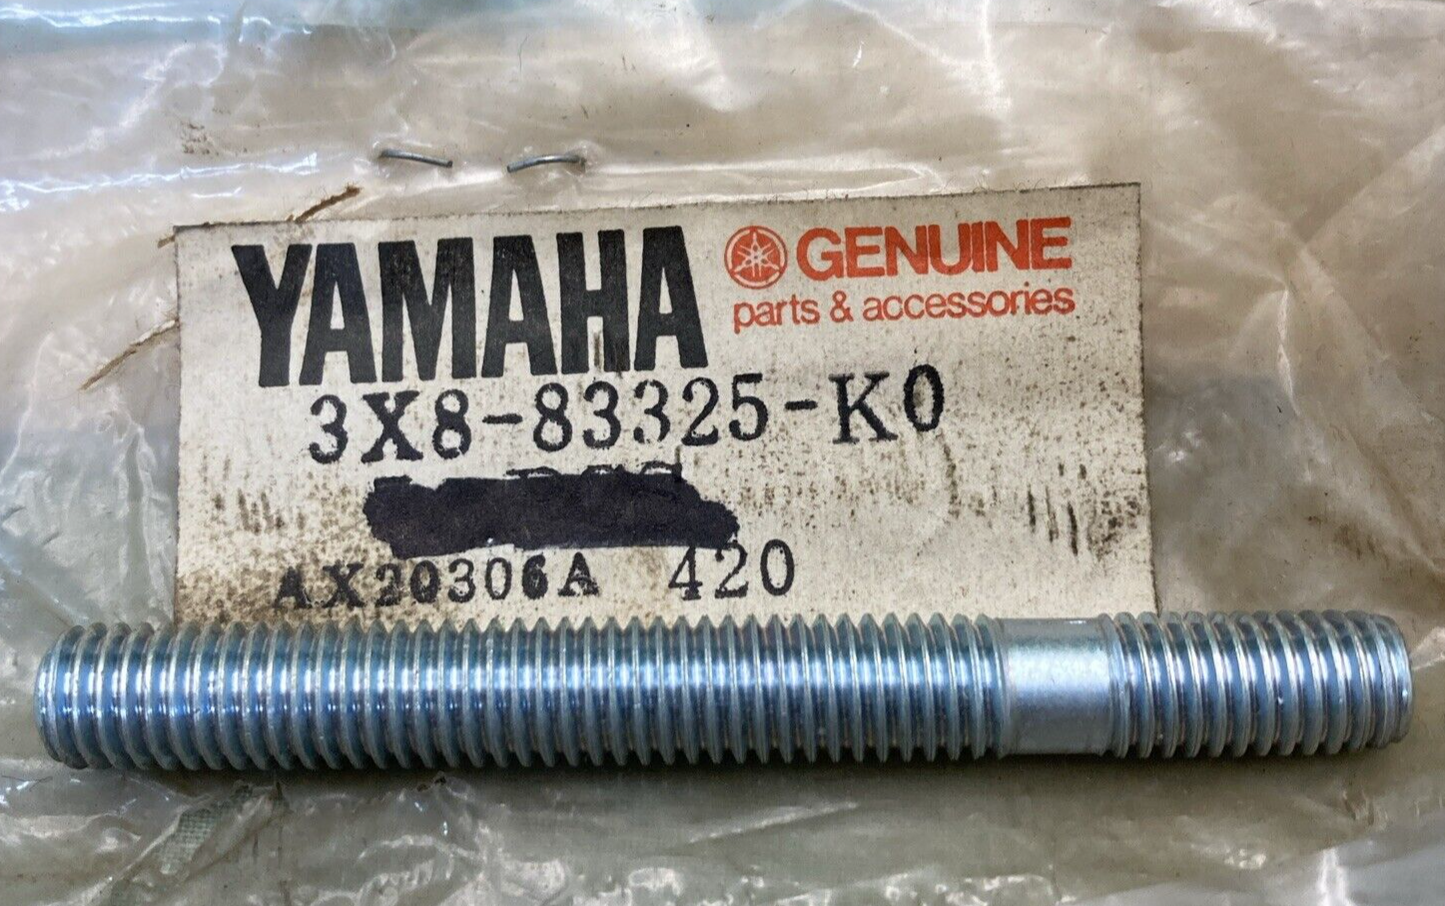 YAMAHA GENUINE
parts & accessories
3X8-83325-K0
AX20306A 420